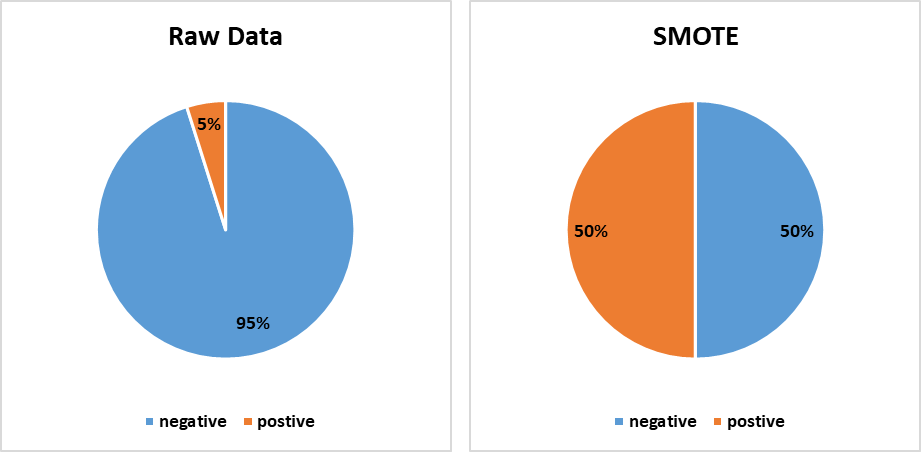 Raw Data
5%
95%
negative postive
SMOTE
50%
50%
negative postive